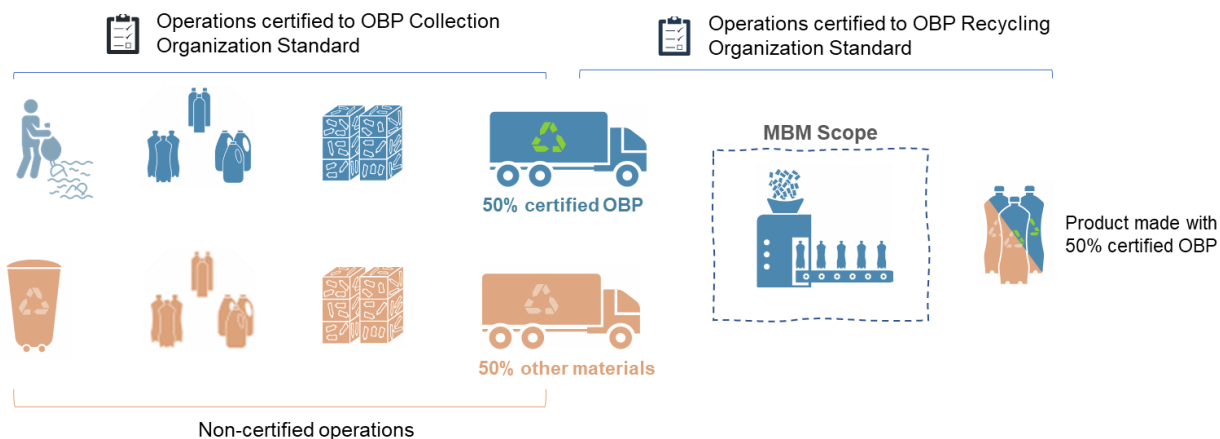 Operations certified to OBP Collection
Organization Standard
Operations certified to OBP Recycling
Organization Standard
MBM Scope
50% certified OBP
Product made with
50% certified OBP
50% other materials
Non-certified operations